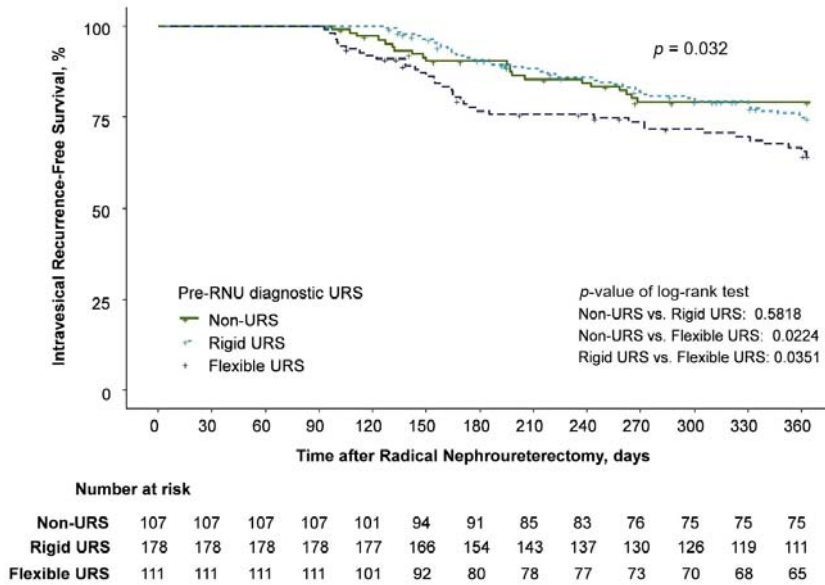 100
75
50
25
0
Intravesical Recurrence-Free Survival, %
p = 0.032
Pre-RNU diagnostic URS
Non-URS
Rigid URS
Flexible URS
p-value of log-rank test
Non-URS vs. Rigid URS: 0.5818
Non-URS vs. Flexible URS: 0.0224
Rigid URS vs. Flexible URS: 0.0351
0 30 60 90 120 150 180 210 240 270 300 330 360
Time after Radical Nephroureterectomy, days
Number at risk
Non-URS 107 107 107 107 101 94 91 85 83 76 75 75 75
Rigid URS 178 178 178 178 177 166 154 143 137 130 126 119 111
Flexible URS 111 111 111 111 101 92 80 78 77 73 70 68 65